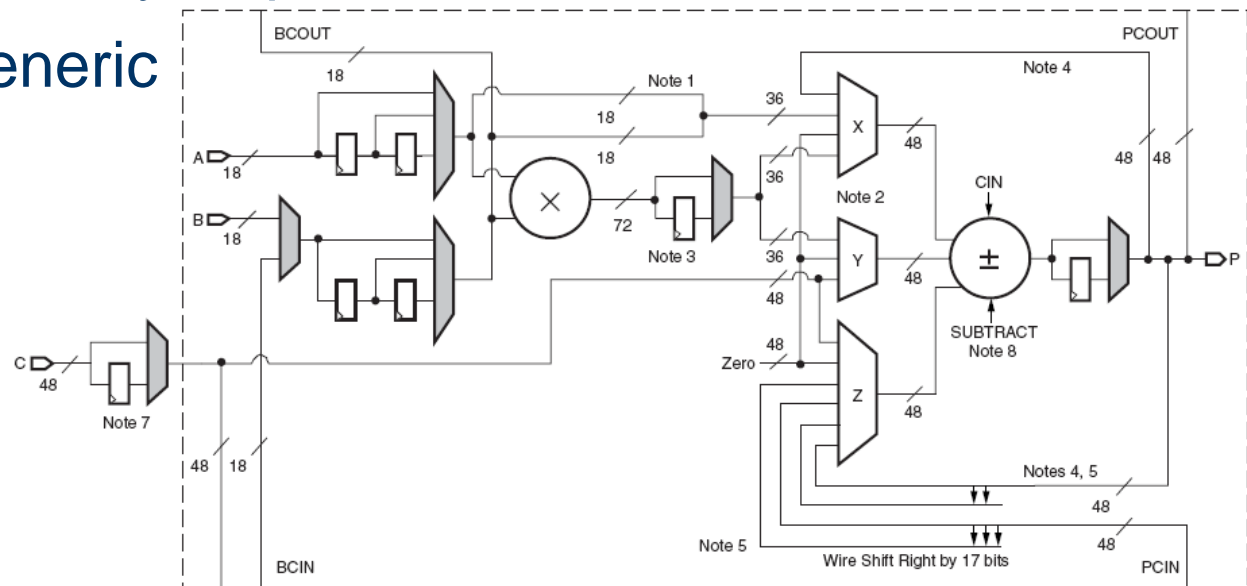 eneric
BCOUT
PCOUT
18
Note 1
Note 4
18
36
18
X
48
48
48
A
18
36
CIN
Note 2
×
B
18
72
36
Note 3
Y
48
±
P
48
SUBTRACT
Note 8
48
Zero
C
48
Z
48
Note 7
48
18
Notes 4, 5
48
Note 5
48
Wire Shift Right by 17 bits
BCIN
PCIN